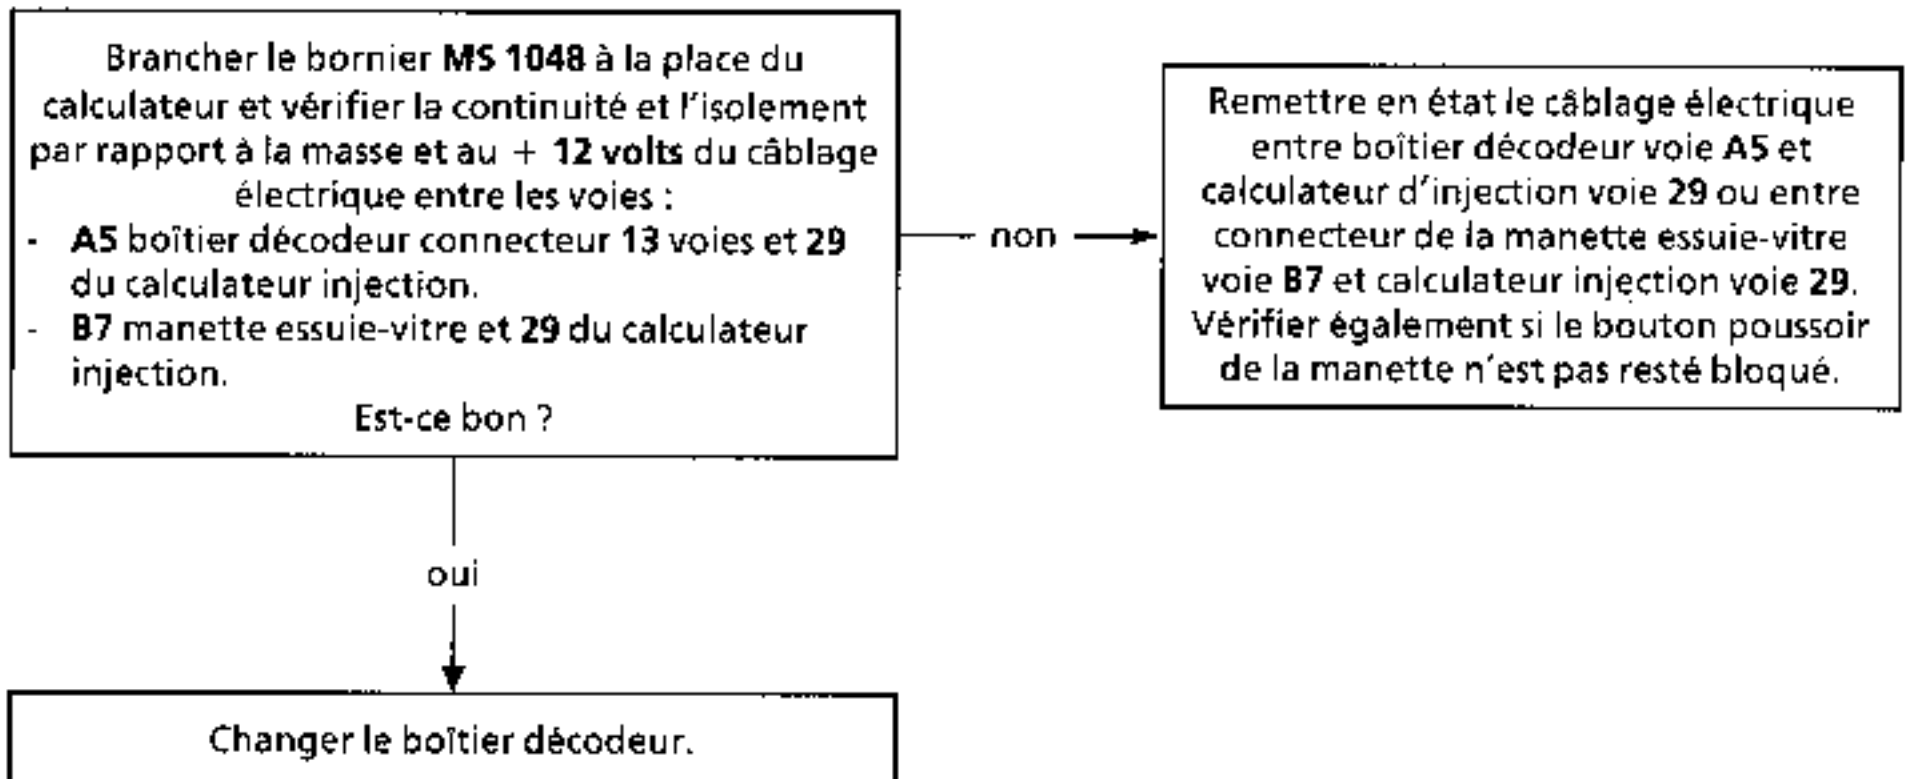 Brancher le bornier MS 1048 à la place du
calculateur et vérifier la continuité et l'isolement
par rapport à la masse et au + 12 volts du câblage
électrique entre les voies :
- A5 boîtier décodeur connecteur 13 voies et 29
du calculateur injection.
- B7 manette essuie-vitre et 29 du calculateur
injection.
Est-ce bon ?
non
Remettre en état le câblage électrique
entre boîtier décodeur voie A5 et
calculateur d'injection voie 29 ou entre
connecteur de la manette essuie-vitre
voie B7 et calculateur injection voie 29.
Vérifier également si le bouton poussoir
de la manette n'est pas resté bloqué.
oui
Changer le boîtier décodeur.